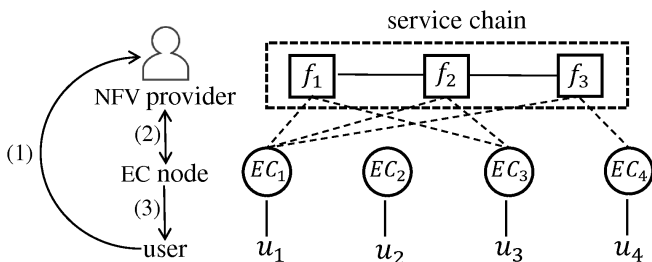 service chain
f1 f2 f3
NFV provider
(1)
(2)
EC node
EC1 EC2 EC3 EC4
(3)
user
u1 u2 u3 u4